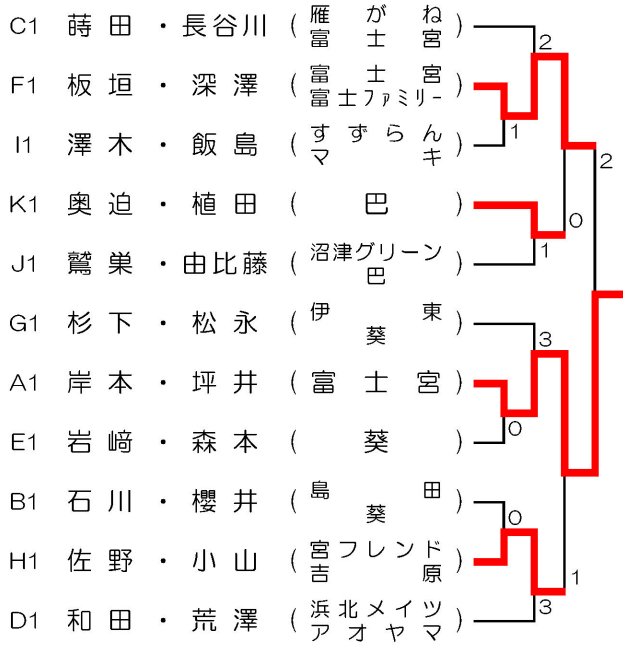 C1 蒔田・長谷川 (雁がね 富士宮)
2
F1 板垣・深澤 (富士宮 富士ファミリー)
1
I1 澤木・飯島 (すずらん マキ)
2
K1 奥迫・植田 (巴)
0
1
J1 鷲巣・由比藤 (沼津グリーン 巴)
G1 杉下・松永 (伊東 葵)
3
A1 岸本・坪井 (富士宮)
0
E1 岩﨑・森本 (葵)
B1 石川・櫻井 (島田 葵)
0
H1 佐野・小山 (宮フレンド 吉原)
1
3
D1 和田・荒澤 (浜北メイツ アオヤマ)